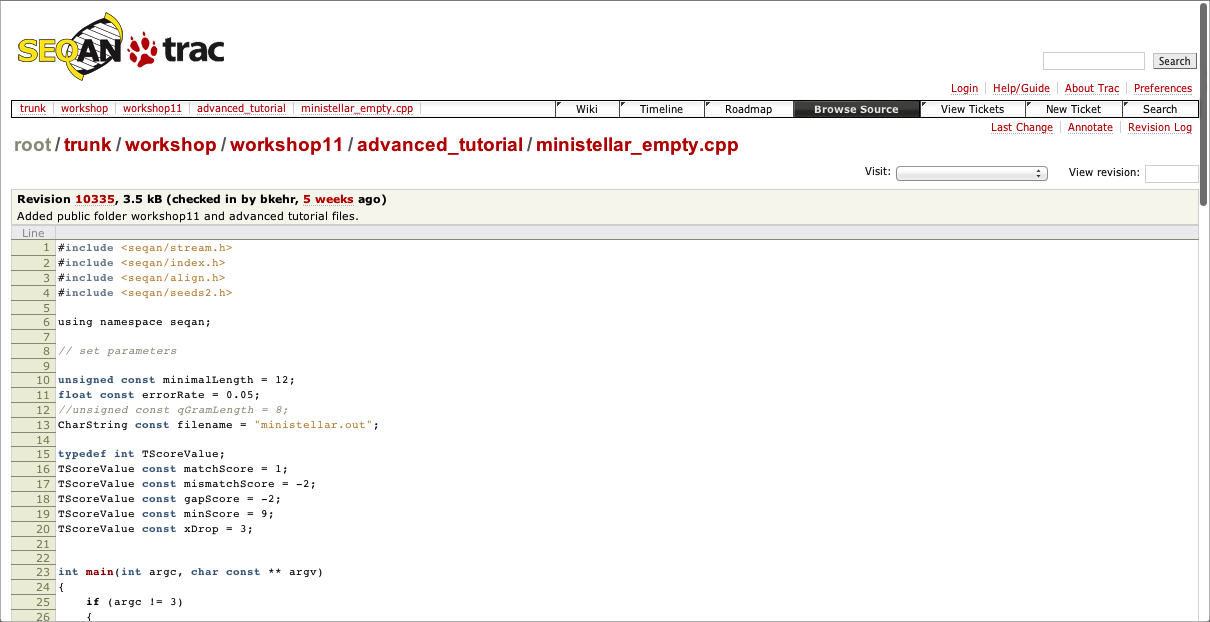 SEQAN trac
Search
Login Help/Guide About Trac Preferences
trunk workshop workshop11 advanced_tutorial ministellar_empty.cpp Wiki Timeline Roadmap Browse Source View Tickets New Ticket Search
Last Change Annotate Revision Log
root / trunk / workshop / workshop11 / advanced_tutorial / ministellar_empty.cpp
Visit: View revision:
Revision 10335, 3.5 kB (checked in by bkehr, 5 weeks ago)
Added public folder workshop11 and advanced tutorial files.
Line
1 #include <seqan/stream.h>
2 #include <seqan/index.h>
3 #include <seqan/align.h>
4 #include <seqan/seeds2.h>
5
6 using namespace seqan;
7
8 // set parameters
9
10 unsigned const minimalLength = 12;
11 float const errorRate = 0.05;
12 //unsigned const qGramLength = 8;
13 CharString const filename = "ministellar.out";
14
15 typedef int TScoreValue;
16 TScoreValue const matchScore = 1;
17 TScoreValue const mismatchScore = -2;
18 TScoreValue const gapScore = -2;
19 TScoreValue const minScore = 9;
20 TScoreValue const xDrop = 3;
21
22
23 int main(int argc, char const ** argv)
24 {
25 if (argc != 3)
26 {